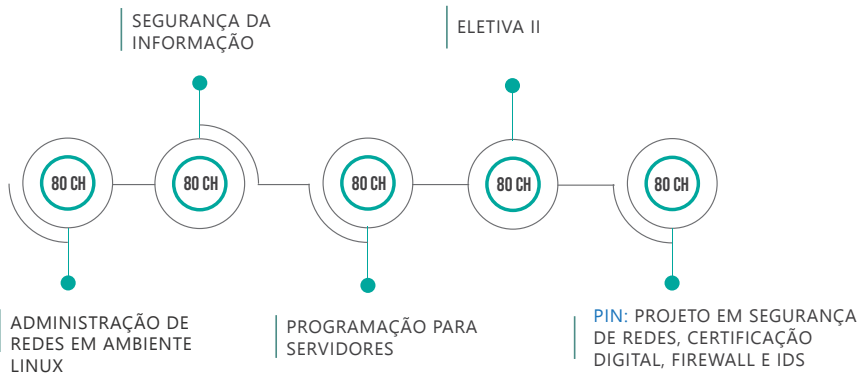 SEGURANÇA DA
INFORMAÇÃO
ELETIVA II
80 CH
80 CH
80 CH
80 CH
80 CH
ADMINISTRAÇÃO DE
REDES EM AMBIENTE
LINUX
PROGRAMAÇÃO PARA
SERVIDORES
PIN: PROJETO EM SEGURANÇA
DE REDES, CERTIFICAÇÃO
DIGITAL, FIREWALL E IDS